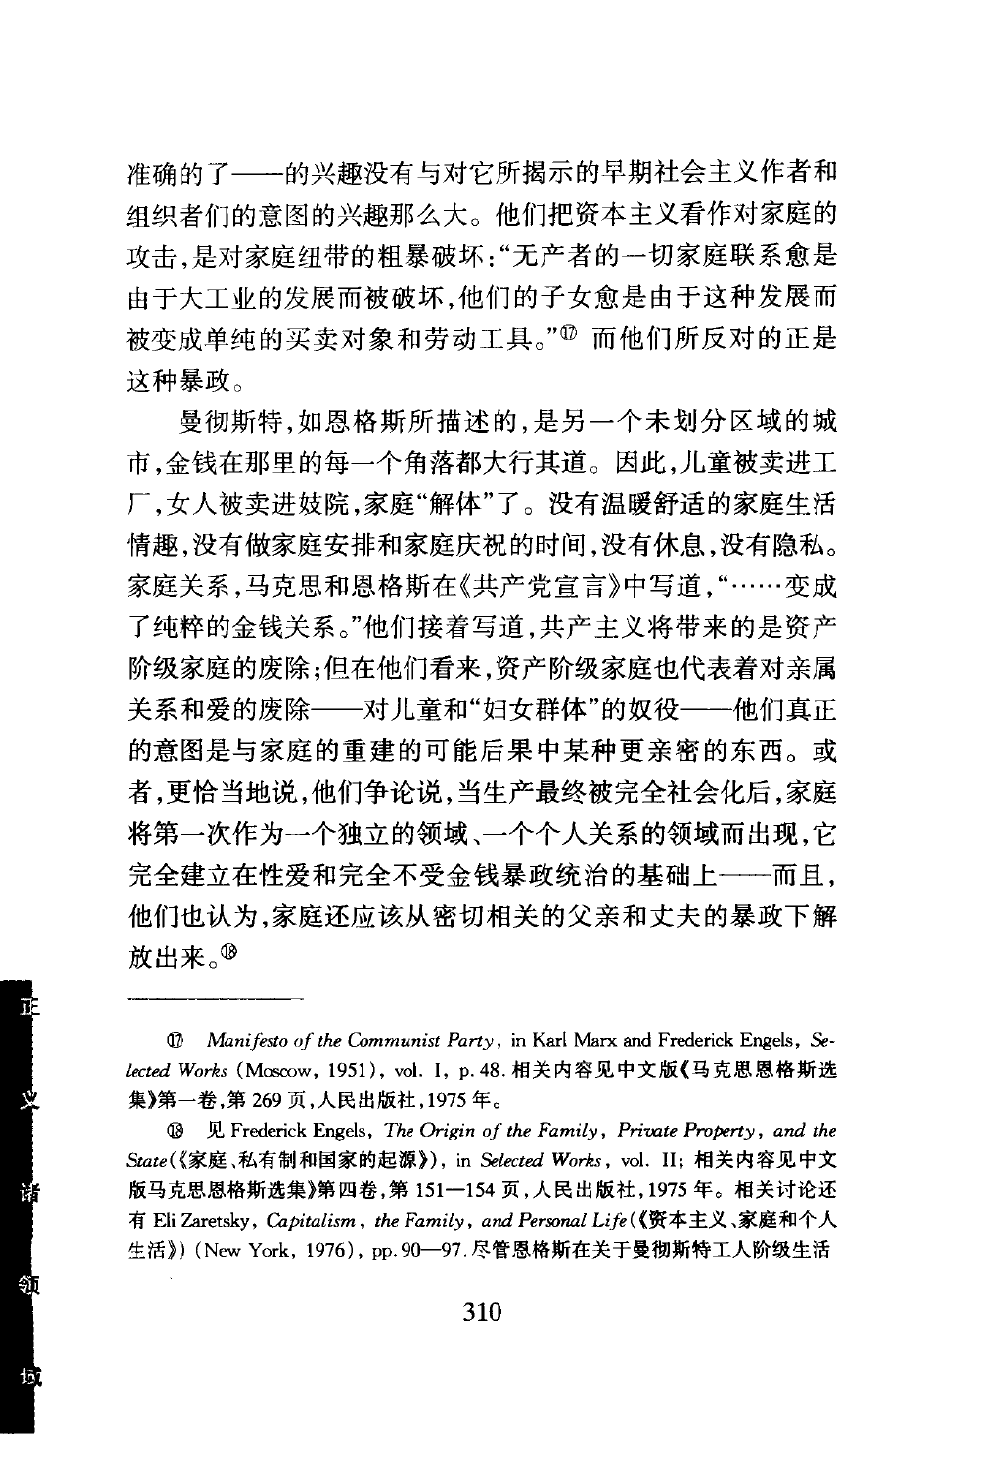 准确的了——的兴趣没有与对它所揭示的早期社会主义作者和
组织者们的意图的兴趣那么大。他们把资本主义看作对家庭的
攻击,是对家庭纽带的粗暴破坏:“无产者的一切家庭联系愈是
由于大工业的发展而被破坏,他们的子女愈是由于这种发展而
被变成单纯的买卖对象和劳动工具。”⑰ 而他们所反对的正是
这种暴政。
曼彻斯特,如恩格斯所描述的,是另一个未划分区域的城
市,金钱在那里的每一个角落都大行其道。因此,儿童被卖进工
厂,女人被卖进妓院,家庭“解体”了。没有温暖舒适的家庭生活
情趣,没有做家庭安排和家庭庆祝的时间,没有休息,没有隐私。
家庭关系,马克思和恩格斯在《共产党宣言》中写道,“……变成
了纯粹的金钱关系。”他们接着写道,共产主义将带来的是资产
阶级家庭的废除;但在他们看来,资产阶级家庭也代表着对亲属
关系和爱的废除——对儿童和“妇女群体”的奴役——他们真正
的意图是与家庭的重建的可能后果中某种更亲密的东西。或
者,更恰当地说,他们争论说,当生产最终被完全社会化后,家庭
将第一次作为一个独立的领域、一个个人关系的领域而出现,它
完全建立在性爱和完全不受金钱暴政统治的基础上——而且,
他们也认为,家庭还应该从密切相关的父亲和丈夫的暴政下解
放出来。⑱
⑰ Manifesto of the Communist Party, in Karl Marx and Frederick Engels, Se-
lected Works (Moscow, 1951), vol. I, p. 48. 相关内容见中文版《马克思恩格斯选
集》第一卷,第 269 页,人民出版社,1975 年。
⑱ 见 Frederick Engels, The Origin of the Family, Private Property, and the
State(《家庭、私有制和国家的起源》), in Selected Works, vol. II; 相关内容见中文
版马克思恩格斯选集》第四卷,第 151—154 页,人民出版社,1975 年。相关讨论还
有 Eli Zaretsky, Capitalism, the Family, and Personal Life(《资本主义、家庭和个人
生活》) (New York, 1976), pp. 90—97. 尽管恩格斯在关于曼彻斯特工人阶级生活
310
正
义
诸
领
域